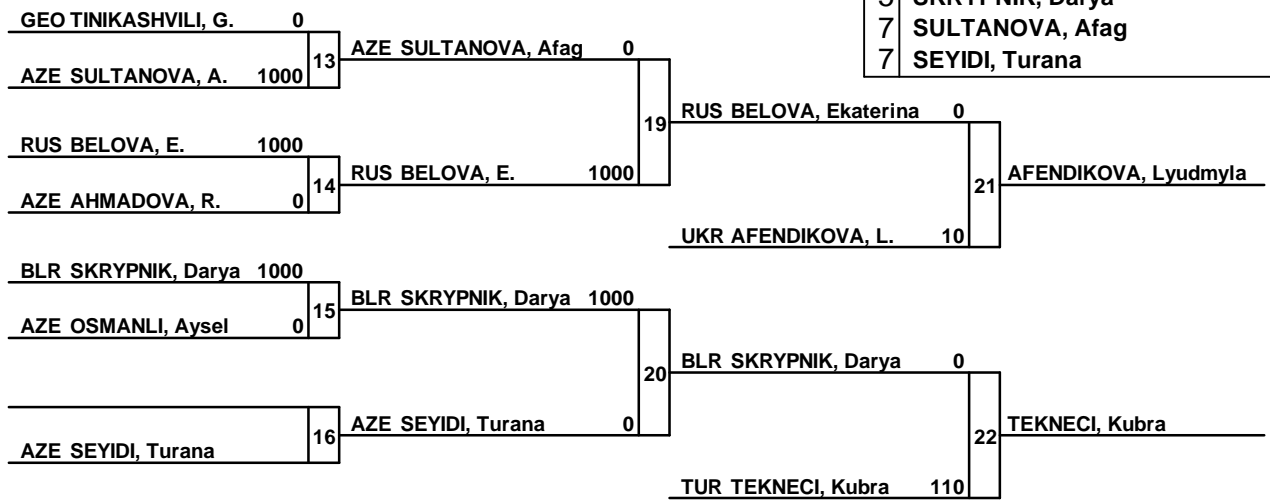 SKRYPNIK, Darya
7 SULTANOVA, Afag
7 SEYIDI, Turana
GEO TINIKASHVILI, G. 0
13
AZE SULTANOVA, A. 1000
AZE SULTANOVA, Afag 0
RUS BELOVA, E. 1000
14
AZE AHMADOVA, R. 0
RUS BELOVA, E. 1000
19
RUS BELOVA, Ekaterina 0
UKR AFENDIKOVA, L. 10
21
AFENDIKOVA, Lyudmyla
BLR SKRYPNIK, Darya 1000
15
AZE OSMANLI, Aysel 0
BLR SKRYPNIK, Darya 1000
AZE SEYIDI, Turana
16
AZE SEYIDI, Turana 0
20
BLR SKRYPNIK, Darya 0
TUR TEKNECI, Kubra 110
22
TEKNECI, Kubra